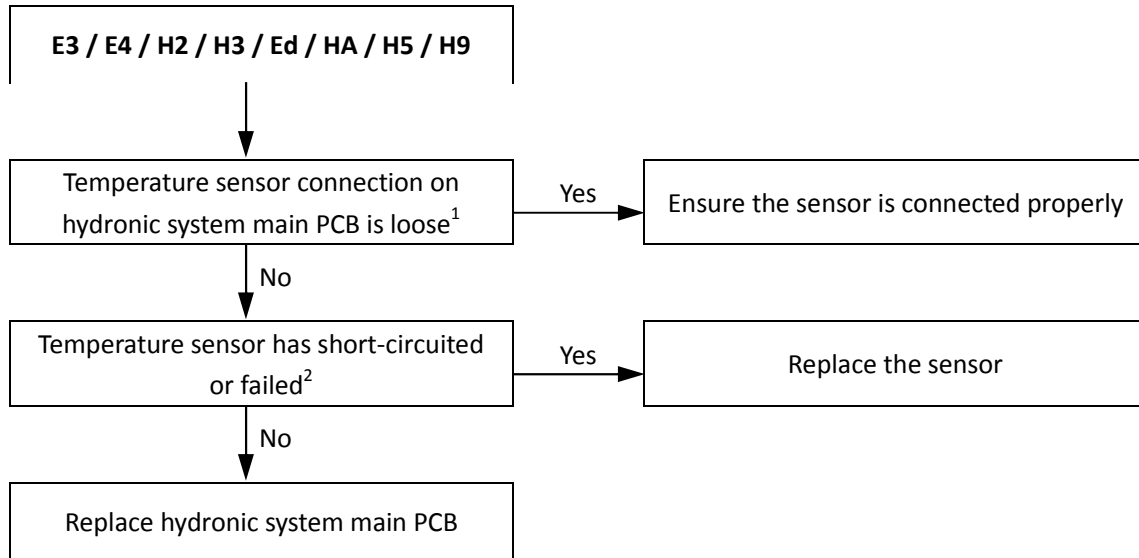 E3 / E4 / H2 / H3 / Ed / HA / H5 / H9
Temperature sensor connection on
hydronic system main PCB is loose¹
Yes
Ensure the sensor is connected properly
No
Temperature sensor has short-circuited
or failed²
Yes
Replace the sensor
No
Replace hydronic system main PCB